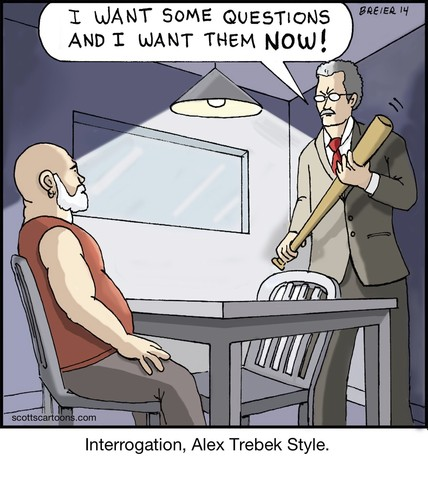 I WANT SOME QUESTIONS
AND I WANT THEM NOW!
BREIER 14
scottscartoons.com
Interrogation, Alex Trebek Style.